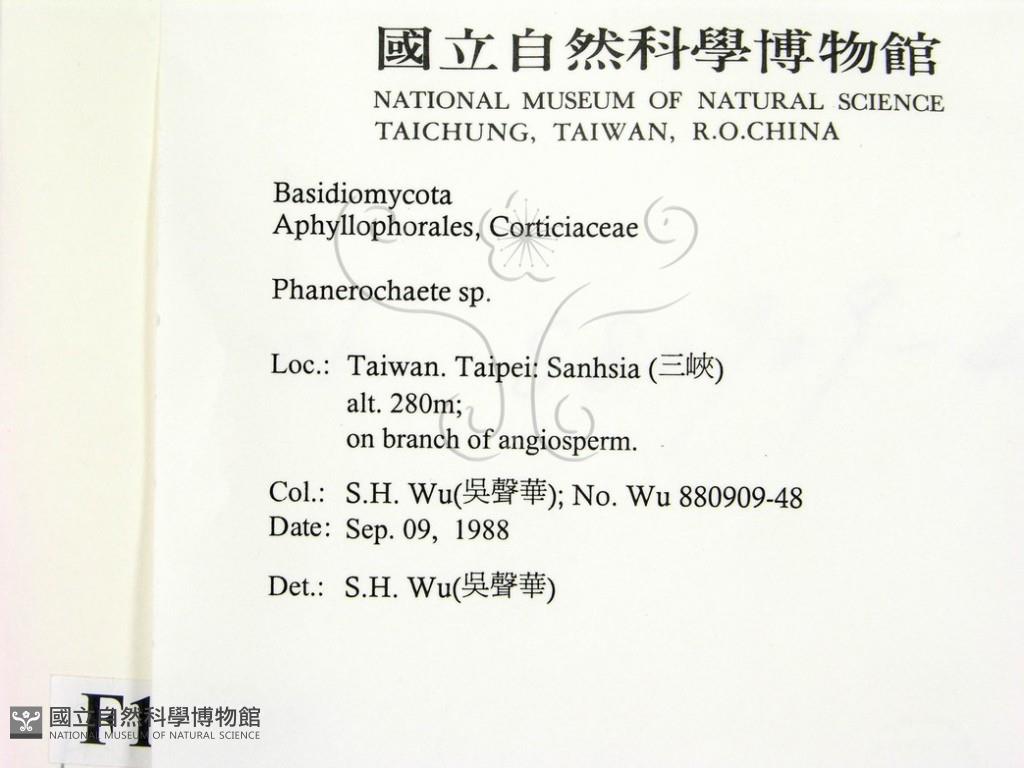 國立自然科學博物館
NATIONAL MUSEUM OF NATURAL SCIENCE
TAICHUNG, TAIWAN, R.O.CHINA
Basidiomycota
Aphyllophorales, Corticiaceae
Phanerochaete sp.
Loc.: Taiwan. Taipei: Sanhsia (三峽)
alt. 280m;
on branch of angiosperm.
Col.: S.H. Wu(吳聲華); No. Wu 880909-48
Date: Sep. 09, 1988
Det.: S.H. Wu(吳聲華)
F1
國立自然科學博物館
NATIONAL MUSEUM OF NATURAL SCIENCE